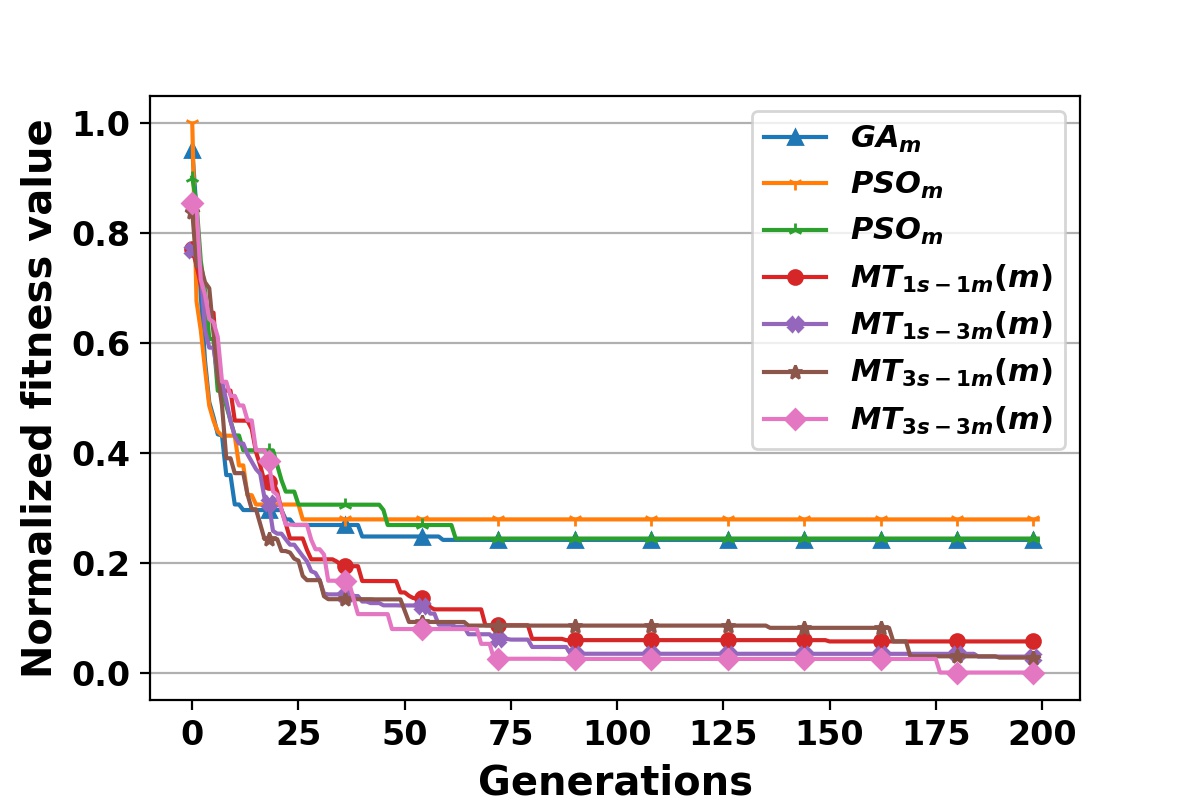 Normalized fitness value
1.0
0.8
0.6
0.4
0.2
0.0
GAₘ
PSOₘ
PSOₘ
MT₁ₛ₋₁ₘ(m)
MT₁ₛ₋₃ₘ(m)
MT₃ₛ₋₁ₘ(m)
MT₃ₛ₋₃ₘ(m)
0 25 50 75 100 125 150 175 200
Generations